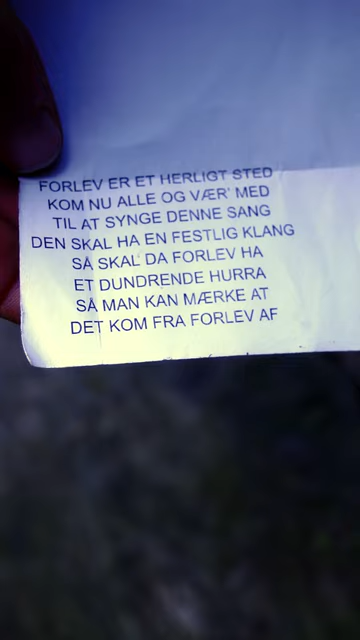 FORLEV ER ET HERLIGT STED
KOM NU ALLE OG VÆR' MED
TIL AT SYNGE DENNE SANG
DEN SKAL HA EN FESTLIG KLANG
SÅ SKAL' DA FORLEV HA
ET DUNDRENDE HURRA
SÅ MAN KAN MÆRKE AT
DET KOM FRA FORLEV AF